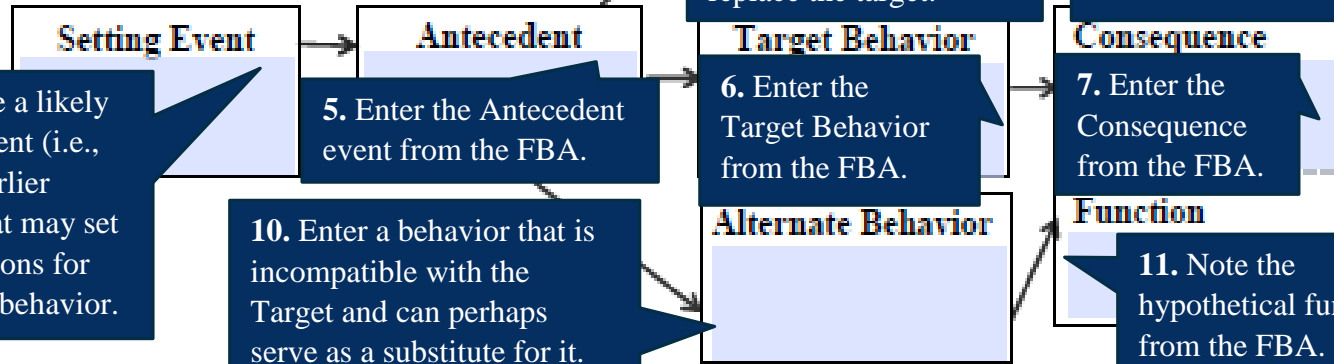 replace the target.
Setting Event
Antecedent
Target Behavior
Consequence
e a likely
ent (i.e.,
rlier
at may set
ons for
behavior.
5. Enter the Antecedent
event from the FBA.
6. Enter the
Target Behavior
from the FBA.
7. Enter the
Consequence
from the FBA.
10. Enter a behavior that is
incompatible with the
Target and can perhaps
serve as a substitute for it.
Alternate Behavior
Function
11. Note the
hypothetical fun
from the FBA.